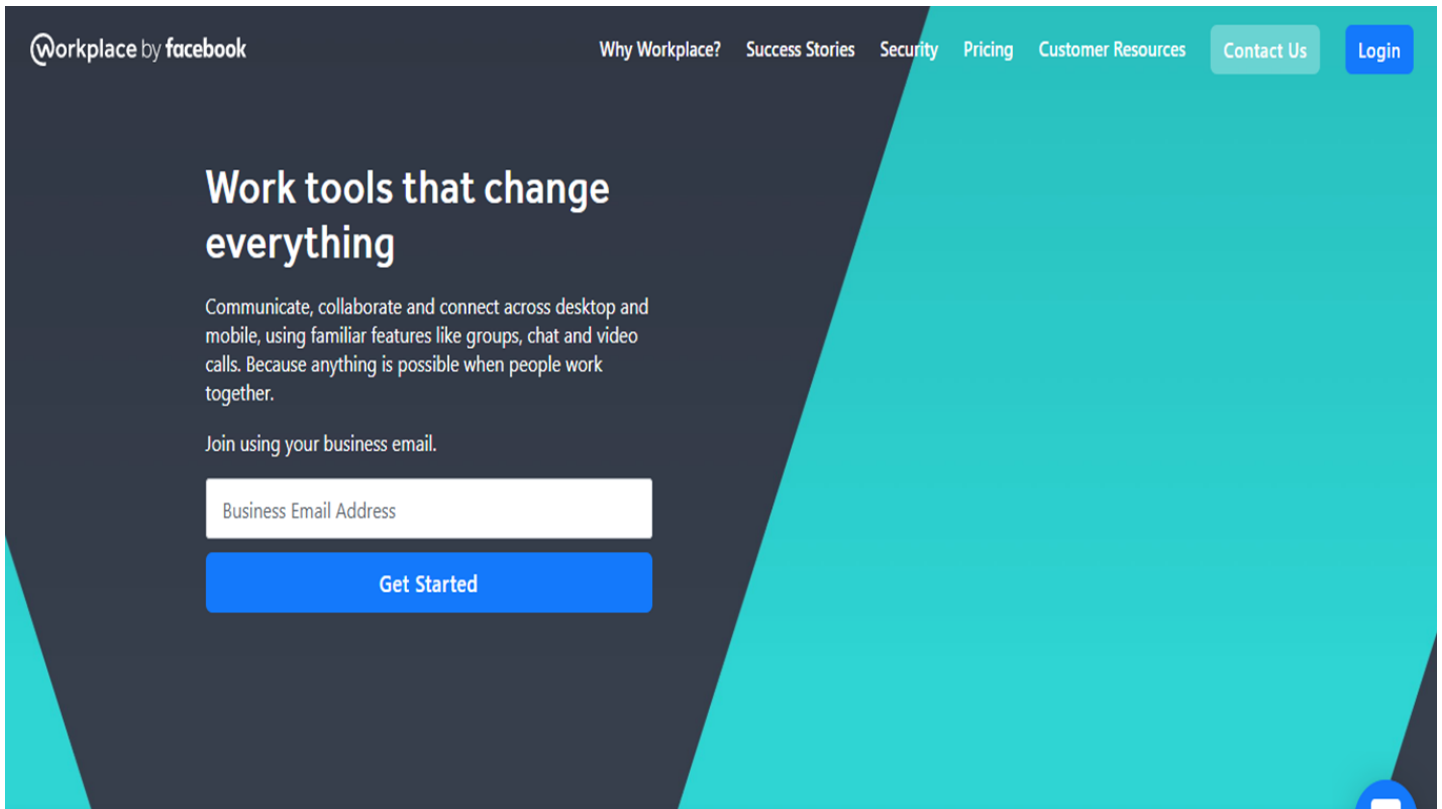 Workplace by facebook
Why Workplace? Success Stories Security Pricing Customer Resources Contact Us Login
Work tools that change
everything
Communicate, collaborate and connect across desktop and
mobile, using familiar features like groups, chat and video
calls. Because anything is possible when people work
together.
Join using your business email.
Business Email Address
Get Started